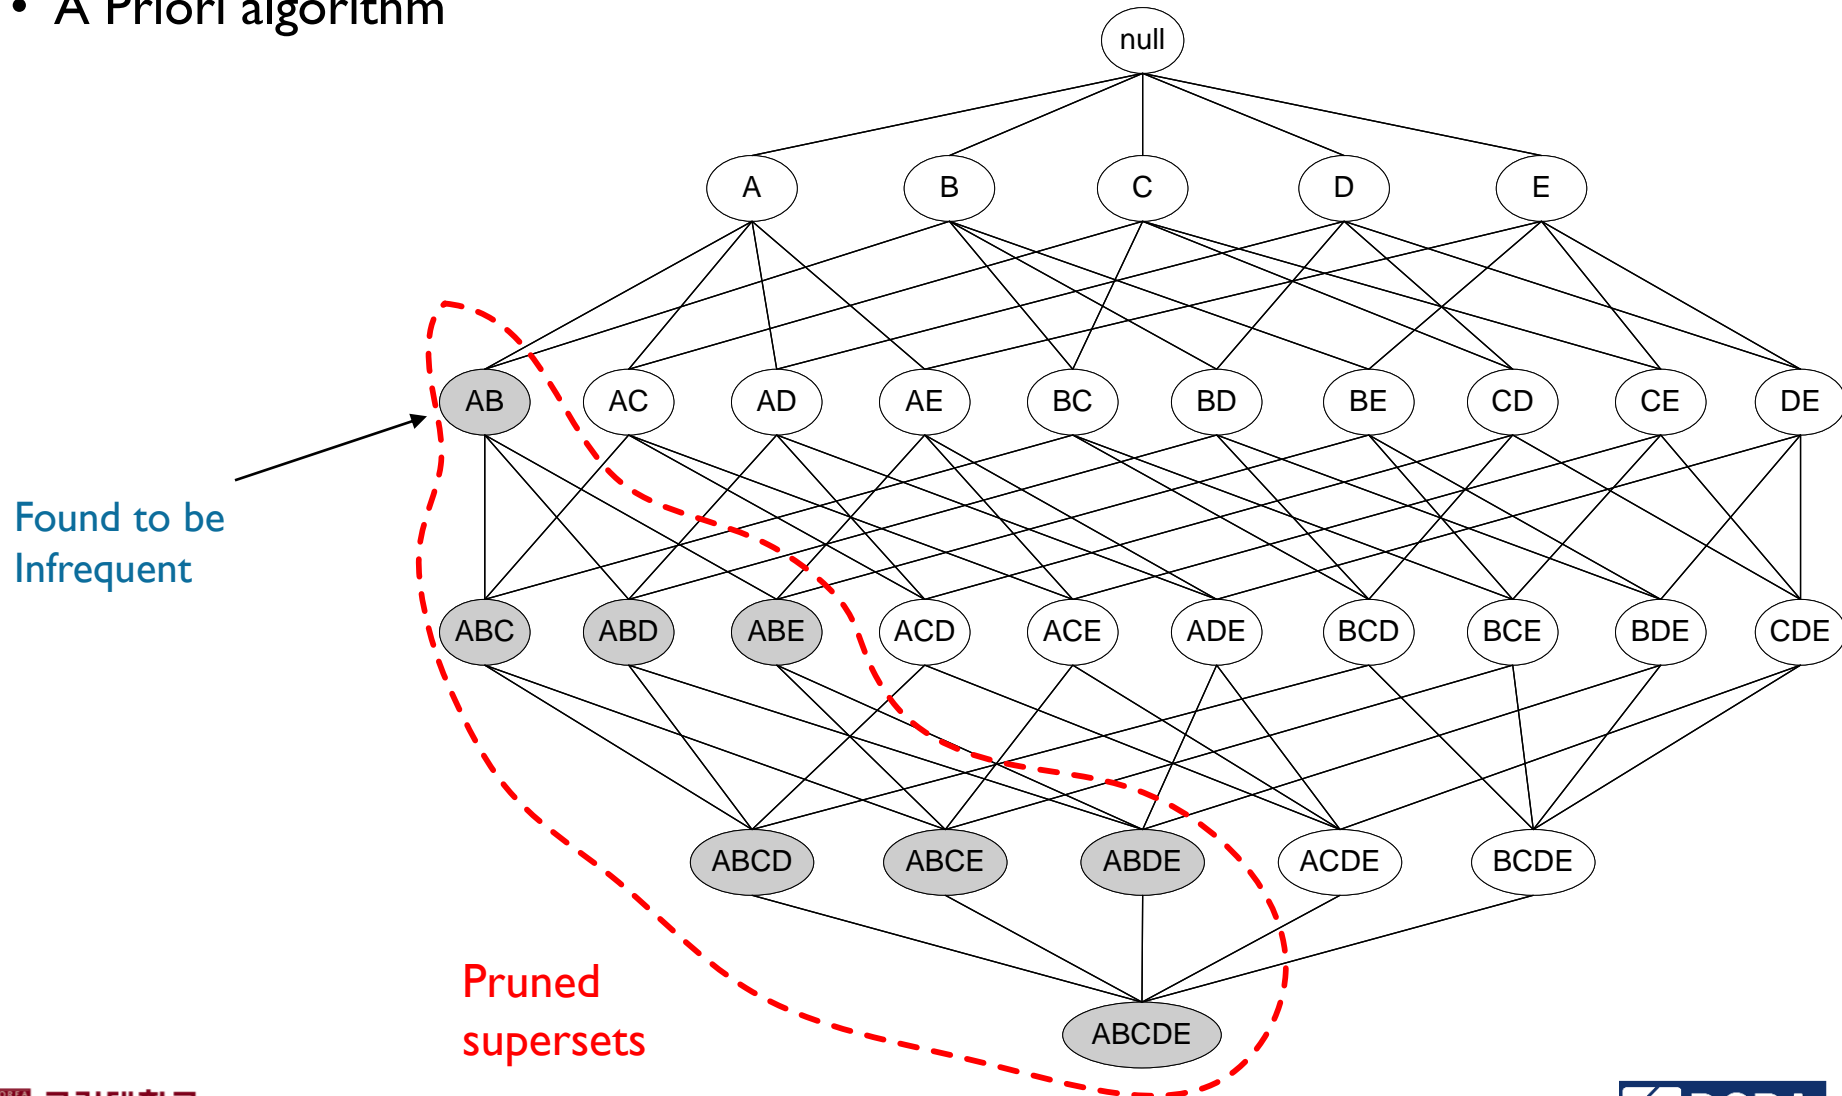 • A Priori algorithm
null
A B C D E
AB AC AD AE BC BD BE CD CE DE
Found to be
Infrequent
ABC ABD ABE ACD ACE ADE BCD BCE BDE CDE
ABCD ABCE ABDE ACDE BCDE
Pruned
supersets
ABCDE